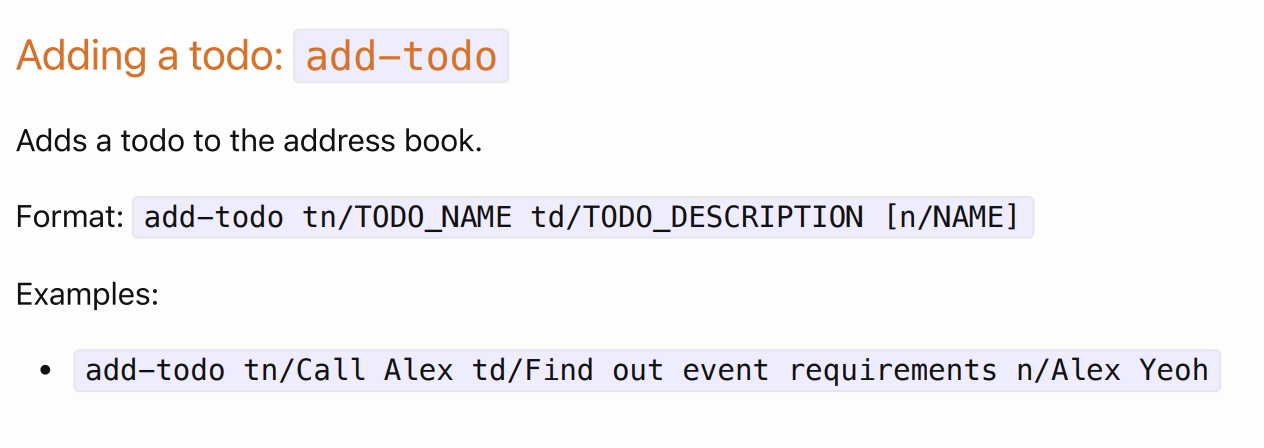 Adding a todo: add-todo
Adds a todo to the address book.
Format: add-todo tn/TODO_NAME td/TODO_DESCRIPTION [n/NAME]
Examples:
• add-todo tn/Call Alex td/Find out event requirements n/Alex Yeoh